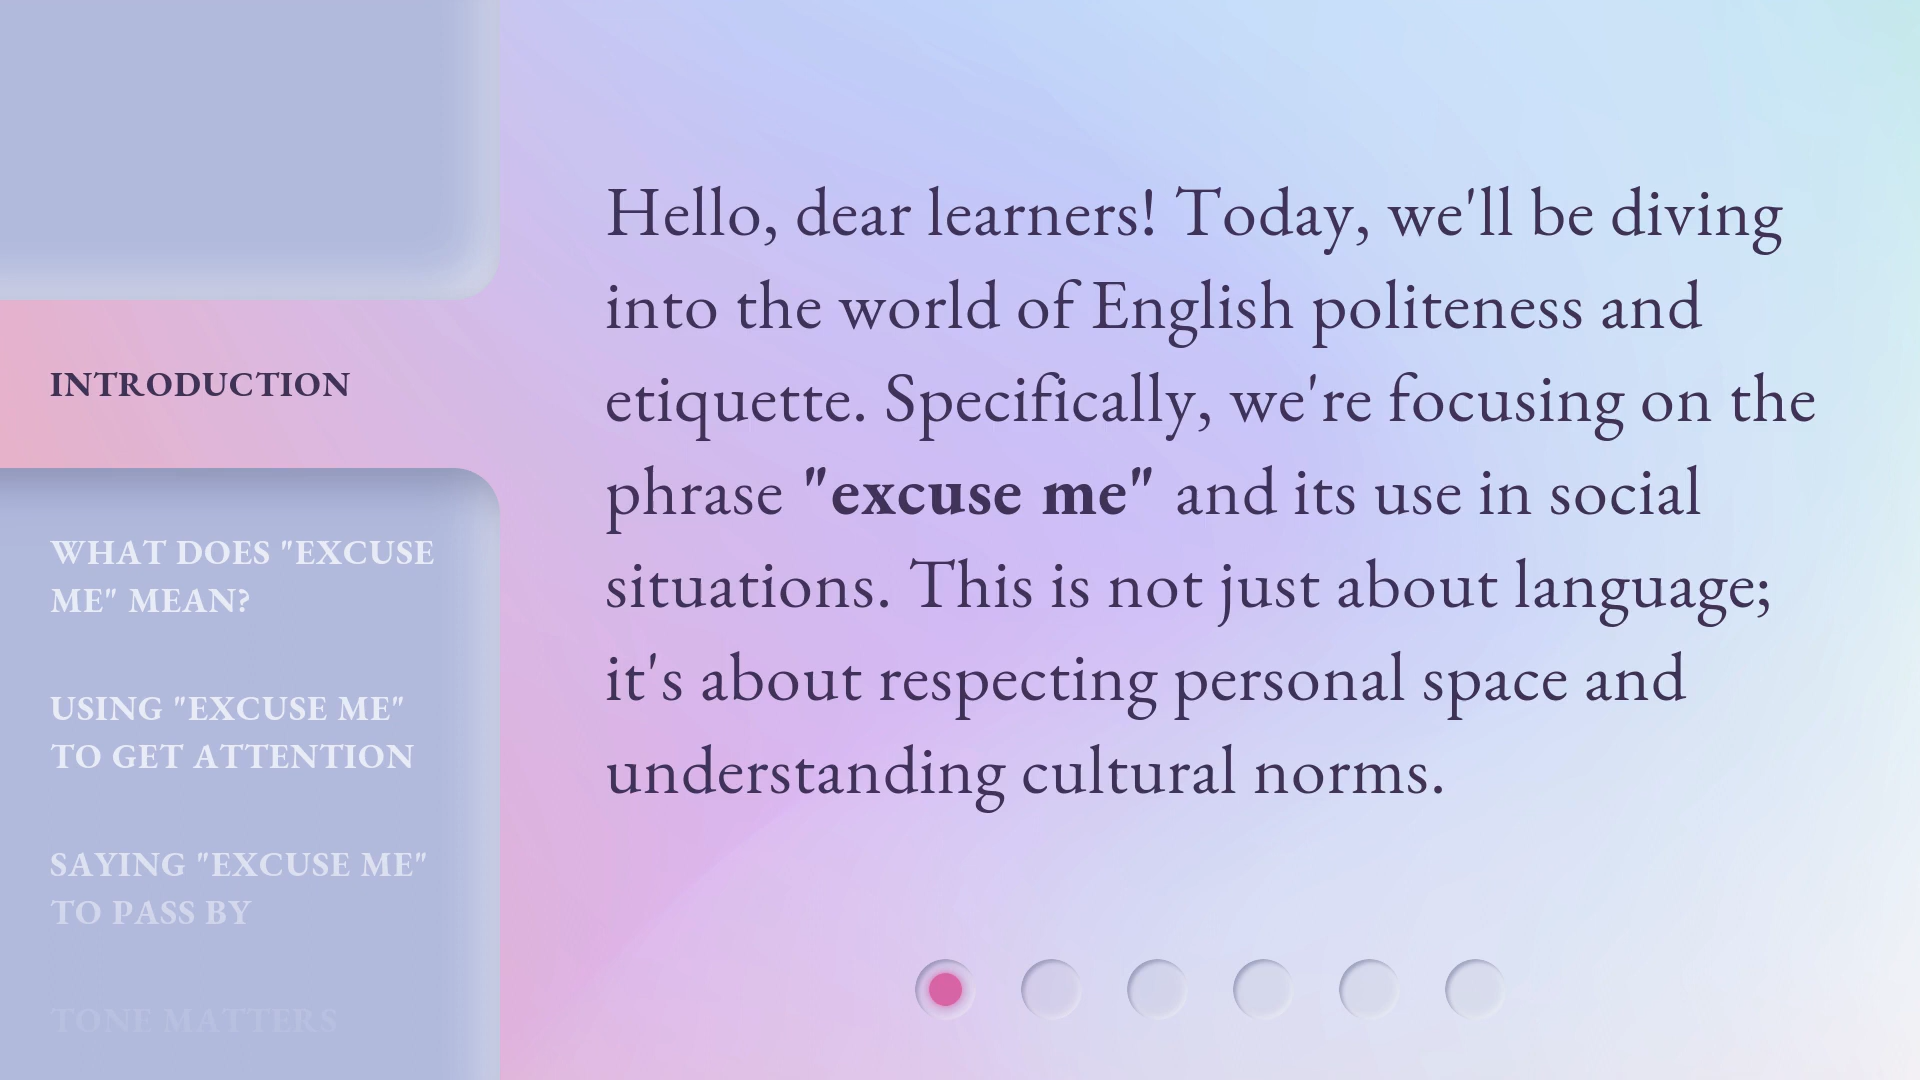 INTRODUCTION
WHAT DOES "EXCUSE
ME" MEAN?
USING "EXCUSE ME"
TO GET ATTENTION
SAYING "EXCUSE ME"
TO PASS BY
TONE MATTERS
Hello, dear learners! Today, we'll be diving
into the world of English politeness and
etiquette. Specifically, we're focusing on the
phrase "excuse me" and its use in social
situations. This is not just about language;
it's about respecting personal space and
understanding cultural norms.